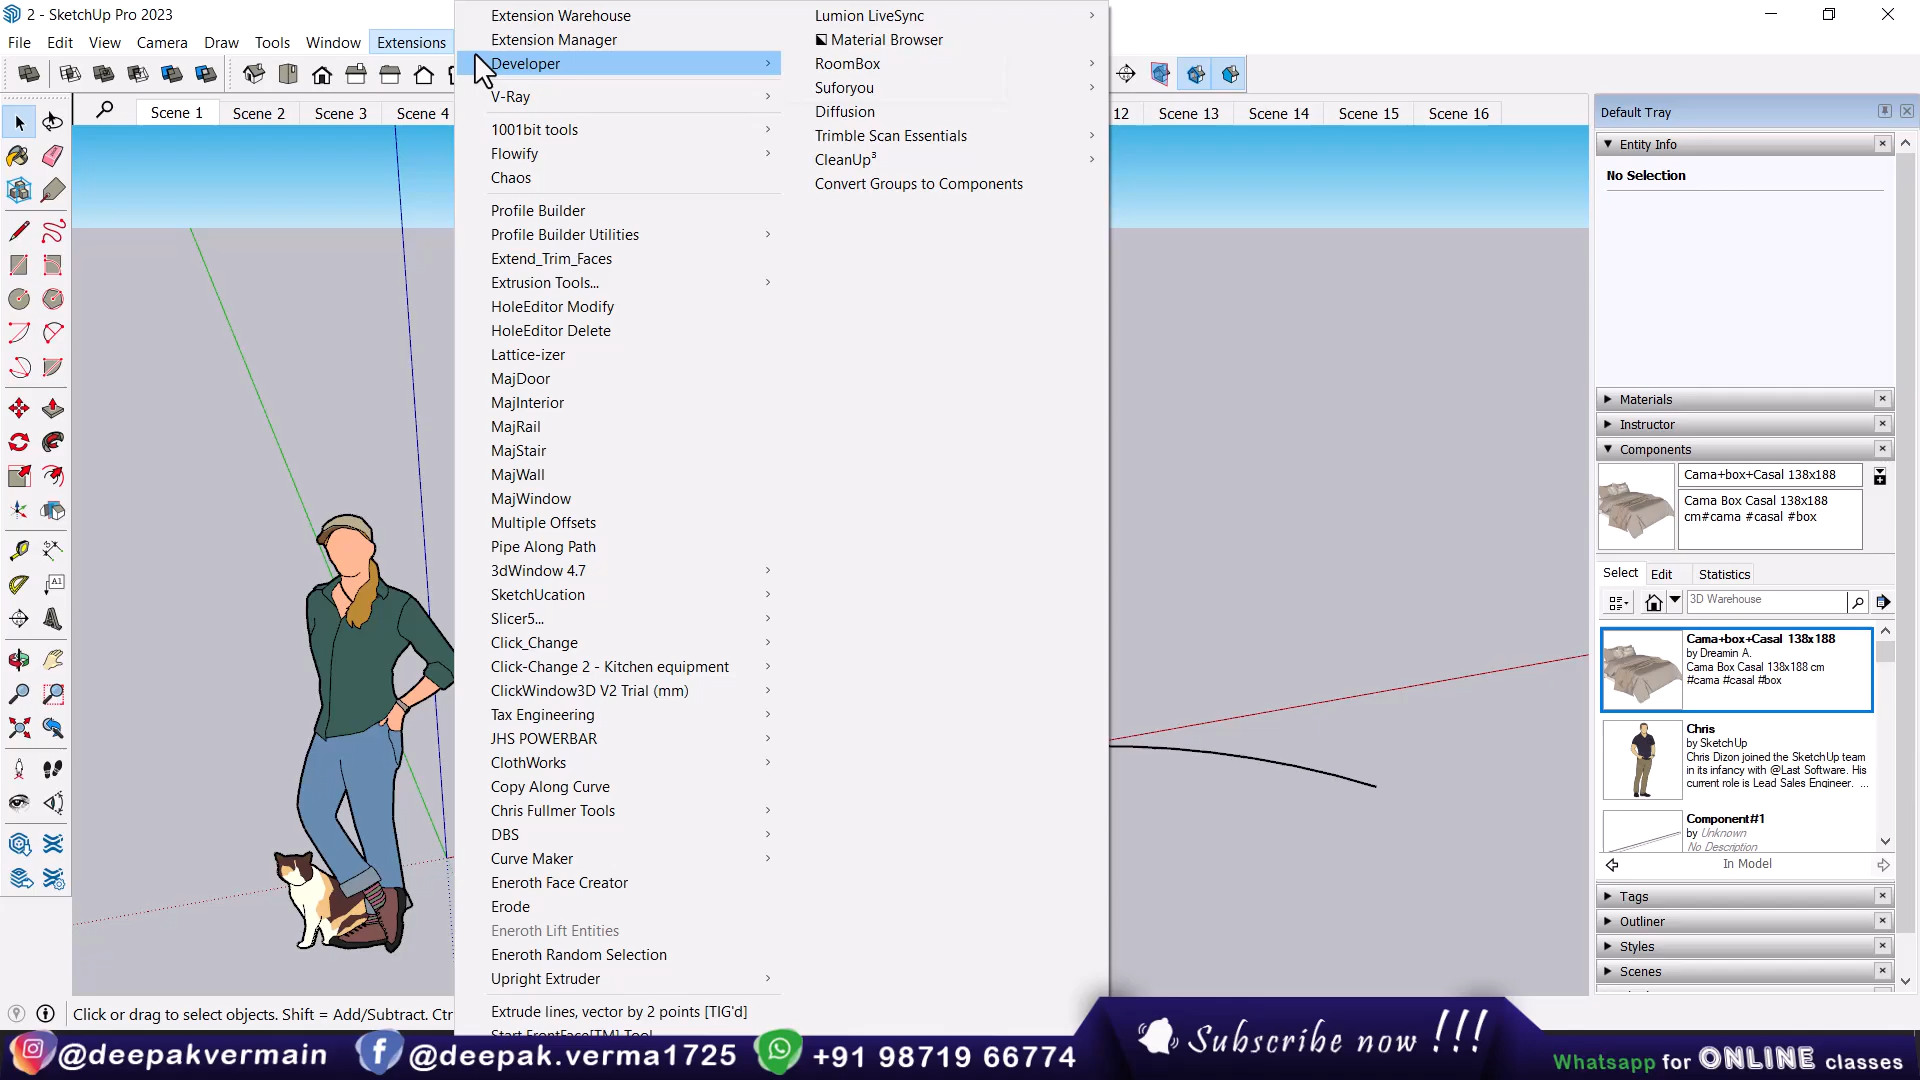 2 - SketchUp Pro 2023
File Edit View Camera Draw Tools Window Extensions
Scene 1 Scene 2 Scene 3 Scene 4 12 Scene 13 Scene 14 Scene 15 Scene 16
Extension Warehouse
Extension Manager
Developer
V-Ray
1001bit tools
Flowify
Chaos
Profile Builder
Profile Builder Utilities
Extend_Trim_Faces
Extrusion Tools...
HoleEditor Modify
HoleEditor Delete
Lattice-izer
MajDoor
MajInterior
MajRail
MajStair
MajWall
MajWindow
Multiple Offsets
Pipe Along Path
3dWindow 4.7
SketchUcation
Slicer5...
Click_Change
Click-Change 2 - Kitchen equipment
ClickWindow3D V2 Trial (mm)
Tax Engineering
JHS POWERBAR
ClothWorks
Copy Along Curve
Chris Fullmer Tools
DBS
Curve Maker
Eneroth Face Creator
Erode
Eneroth Lift Entities
Eneroth Random Selection
Upright Extruder
Extrude lines, vector by 2 points [TIG'd]
Start FrontFace[TM] Tool
Lumion LiveSync
Material Browser
RoomBox
Suforyou
Diffusion
Trimble Scan Essentials
CleanUp³
Convert Groups to Components
Default Tray
Entity Info
No Selection
Materials
Instructor
Components
Cama+box+Casal 138x188
Cama Box Casal 138x188
cm#cama #casal #box
Select Edit Statistics
3D Warehouse
Cama+box+Casal 138x188
by Dreamin A.
Cama Box Casal 138x188 cm
#cama #casal #box
Chris
by SketchUp
Chris Dizon joined the SketchUp team
in its infancy with @Last Software. His
current role is Lead Sales Engineer. ...
Component#1
by Unknown
No Description
In Model
Tags
Outliner
Styles
Scenes
A1
Click or drag to select objects. Shift = Add/Subtract. Ctr
@deepakvermain @deepak.verma1725 +91 98719 66774
Subscribe now !!!
Whatsapp for ONLINE classes